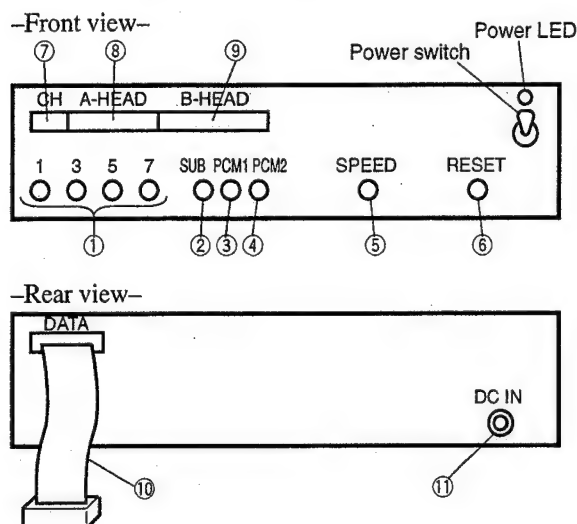 –Front view–
Power LED
Power switch
⑦ ⑧ ⑨
CH A-HEAD B-HEAD
1 3 5 7 SUB PCM1 PCM2 SPEED RESET
① ② ③ ④ ⑤ ⑥
–Rear view–
DATA
DC IN
⑩ ⑪